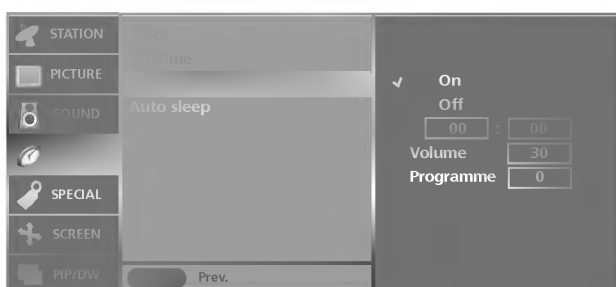 STATION
PICTURE
SOUND
SPECIAL
SCREEN
PIP/DW
Auto sleep
Prev.
On
Off
00 : 00
Volume 30
Programme 0